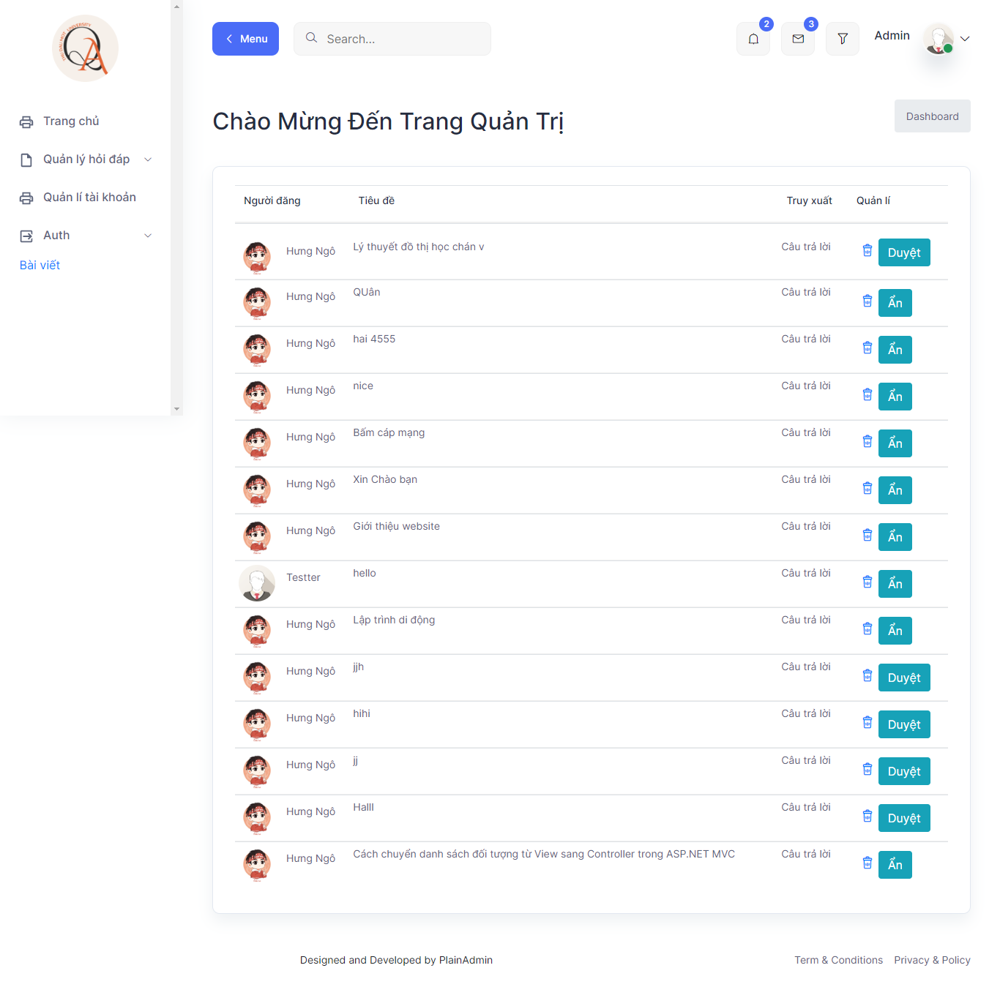 THU DAU MOT UNIVERSITY
QA
Trang chủ
Quản lý hỏi đáp
Quản lí tài khoản
Auth
Bài viết
Menu
Search...
2
3
Admin
Chào Mừng Đến Trang Quản Trị
Dashboard
Người đăng Tiêu đề Truy xuất Quản lí
Hưng Ngô Lý thuyết đồ thị học chán v Câu trả lời Duyệt
Hưng Ngô QUân Câu trả lời Ẩn
Hưng Ngô hai 4555 Câu trả lời Ẩn
Hưng Ngô nice Câu trả lời Ẩn
Hưng Ngô Bấm cáp mạng Câu trả lời Ẩn
Hưng Ngô Xin Chào bạn Câu trả lời Ẩn
Hưng Ngô Giới thiệu website Câu trả lời Ẩn
Testter hello Câu trả lời Ẩn
Hưng Ngô Lập trình di động Câu trả lời Ẩn
Hưng Ngô jjh Câu trả lời Duyệt
Hưng Ngô hihi Câu trả lời Duyệt
Hưng Ngô jj Câu trả lời Duyệt
Hưng Ngô Halll Câu trả lời Duyệt
Hưng Ngô Cách chuyển danh sách đối tượng từ View sang Controller trong ASP.NET MVC Câu trả lời Ẩn
Designed and Developed by PlainAdmin
Term & Conditions Privacy & Policy